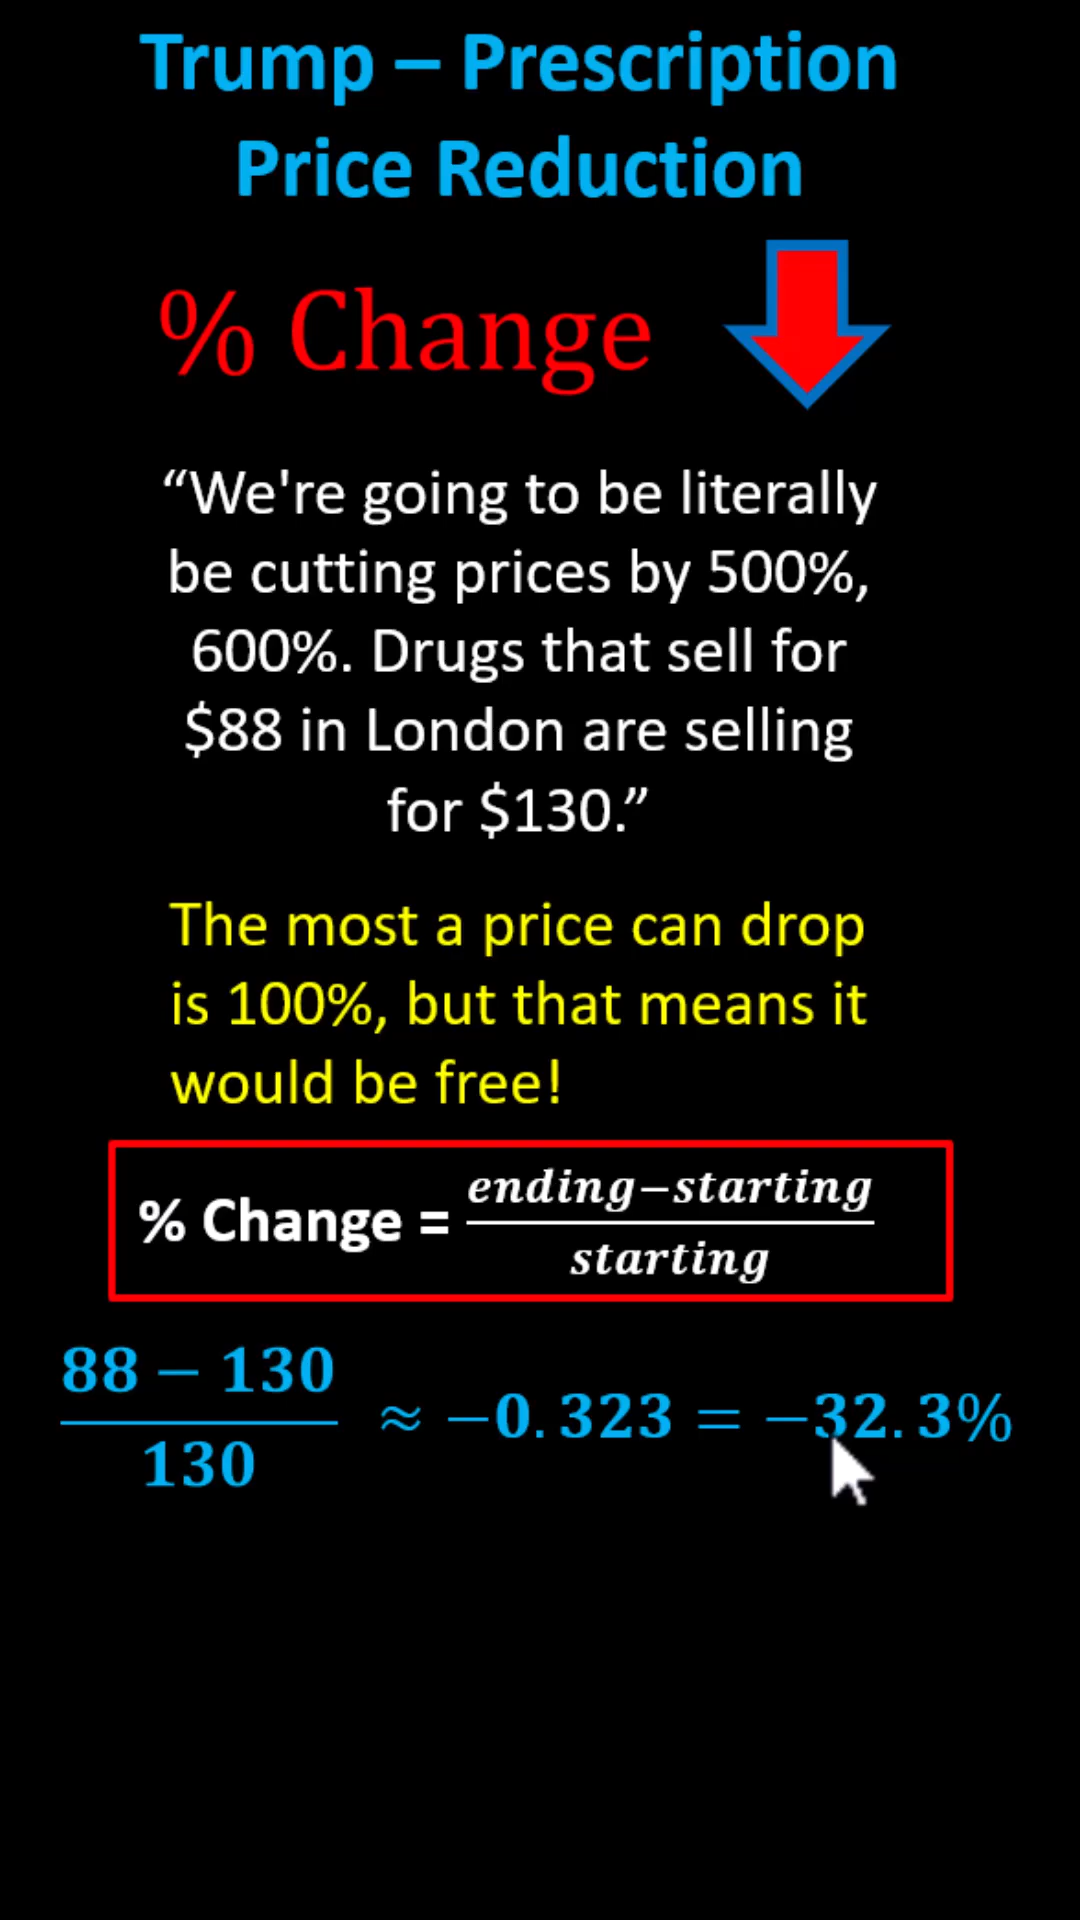 Trump – Prescription
Price Reduction
% Change
“We're going to be literally
be cutting prices by 500%,
600%. Drugs that sell for
$88 in London are selling
for $130.”
The most a price can drop
is 100%, but that means it
would be free!
% Change = ending−starting
starting
88 − 130
130
≈ −0.323 = −32.3%